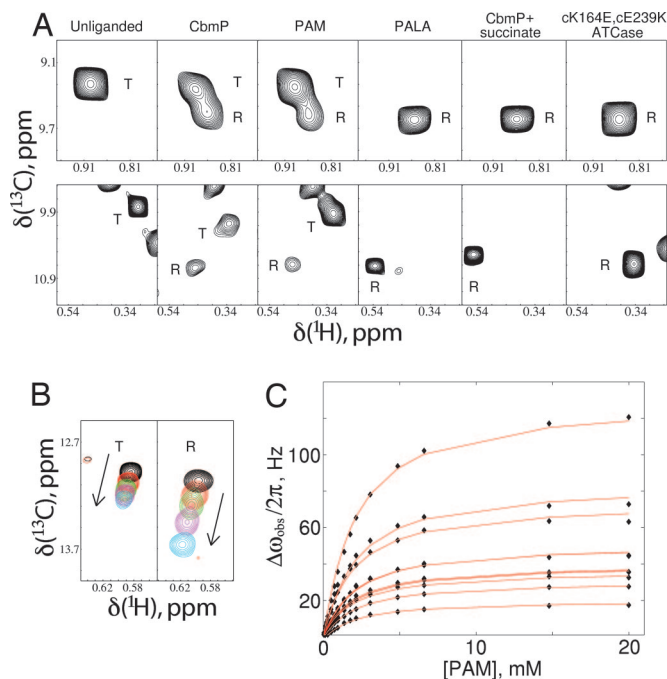 A
Unliganded CbmP PAM PALA CbmP+ succinate cK164E,cE239K ATCase
9.1 T T T
9.7 R R R R R
0.91 0.81 0.91 0.81 0.91 0.81 0.91 0.81 0.91 0.81 0.91 0.81
δ(¹³C), ppm
9.9 T T T
10.9 R R R R R
0.54 0.34 0.54 0.34 0.54 0.34 0.54 0.34 0.54 0.34 0.54 0.34
δ(¹H), ppm
B
T R
12.7
13.7
δ(¹³C), ppm
0.62 0.58 0.62 0.58
δ(¹H), ppm
C
100
60
20
Δω_obs/2π, Hz
0 10 20
[PAM], mM